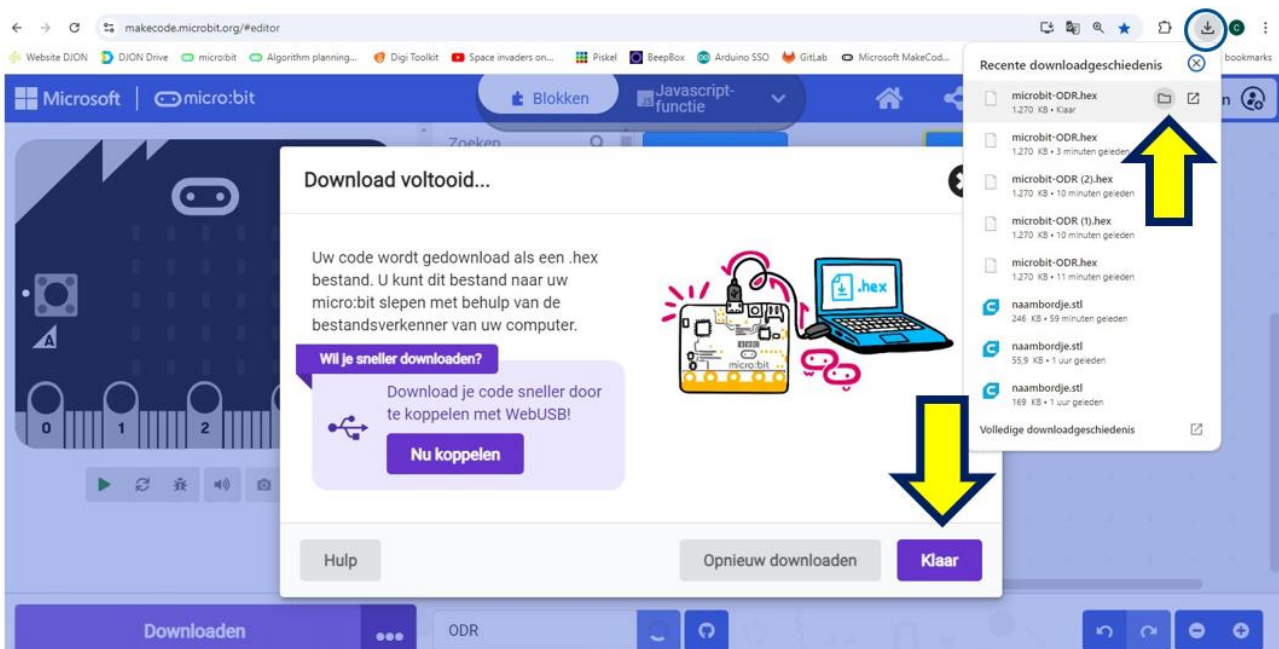 makecode.microbit.org/#editor
Website DJON DJON Drive micro:bit Algorithm planning... Digi Toolkit Space invaders on... Piskel BeepBox Arduino SSO GitLab Microsoft MakeCod... bookmarks
Microsoft micro:bit Blokken JS Javascript-functie n
Zoeken
A
0 1 2
Download voltooid...
Uw code wordt gedownload als een .hex
bestand. U kunt dit bestand naar uw
micro:bit slepen met behulp van de
bestandsverkenner van uw computer.
Wil je sneller downloaden?
Download je code sneller door
te koppelen met WebUSB!
Nu koppelen
.hex
micro:bit
Hulp
Opnieuw downloaden
Klaar
Recente downloadgeschiedenis
microbit-ODR.hex
1.270 KB • Klaar
microbit-ODR.hex
1.270 KB • 3 minuten geleden
microbit-ODR (2).hex
1.270 KB • 10 minuten geleden
microbit-ODR (1).hex
1.270 KB • 10 minuten geleden
microbit-ODR.hex
1.270 KB • 11 minuten geleden
naambordje.stl
246 KB • 59 minuten geleden
naambordje.stl
55,9 KB • 1 uur geleden
naambordje.stl
169 KB • 1 uur geleden
Volledige downloadgeschiedenis
Downloaden
ODR